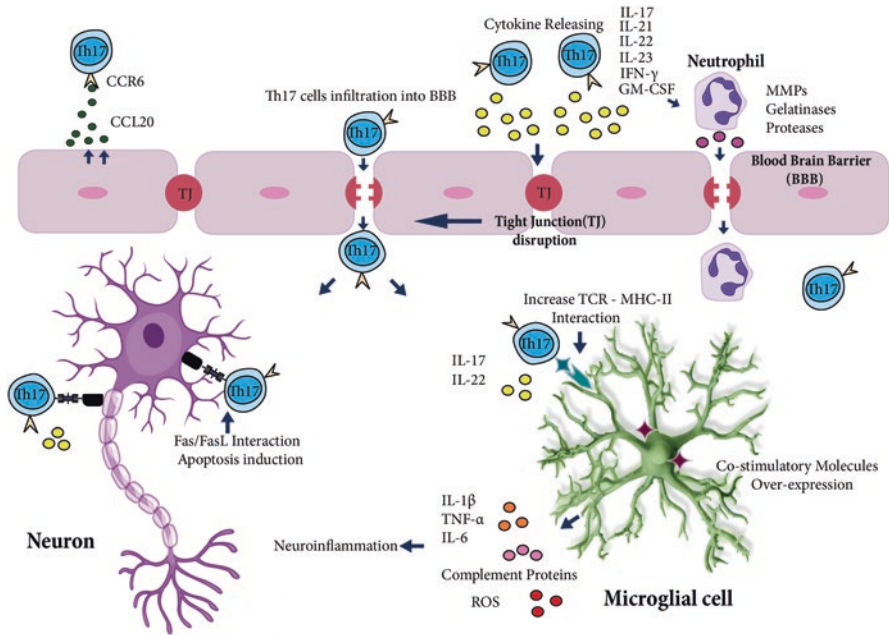 Th17
CCR6
CCL20
Th17 cells infiltration into BBB
Th17
Cytokine Releasing
Th17
Th17
IL-17
IL-21
IL-22
IL-23
IFN-γ
GM-CSF
Neutrophil
MMPs
Gelatinases
Proteases
Blood Brain Barrier
(BBB)
TJ
TJ
Tight Junction(TJ)
disruption
Th17
Th17
Increase TCR - MHC-II
Interaction
Th17
IL-17
IL-22
Th17
Th17
Fas/FasL Interaction
Apoptosis induction
Co-stimulatory Molecules
Over-expression
IL-1β
TNF-α
IL-6
Neuron
Neuroinflammation
Complement Proteins
ROS
Microglial cell